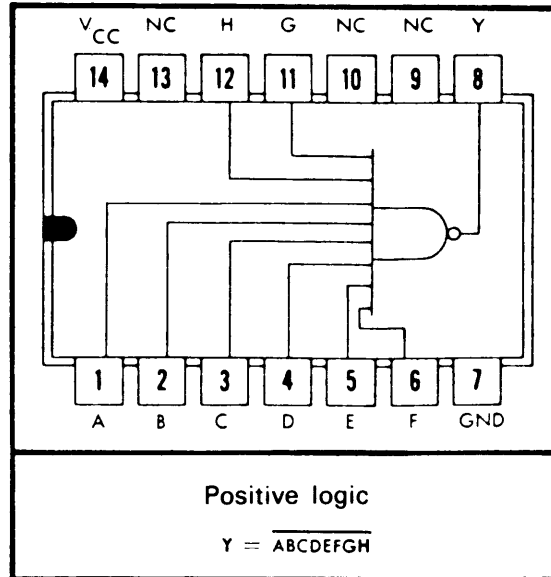 VCC NC H G NC NC Y
14 13 12 11 10 9 8
1 2 3 4 5 6 7
A B C D E F GND
Positive logic
Y = ABCDEFGH